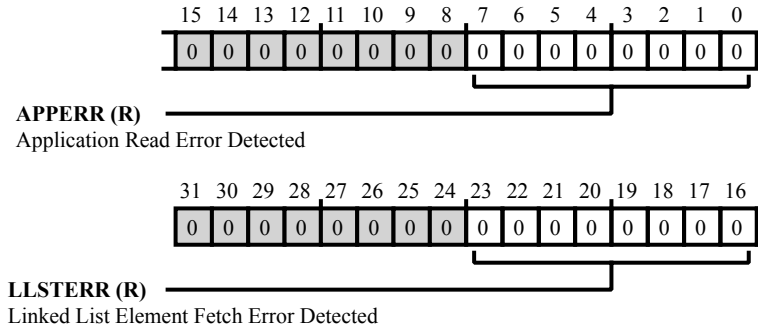 15 14 13 12 11 10 9 8 7 6 5 4 3 2 1 0
0 0 0 0 0 0 0 0 0 0 0 0 0 0 0 0
APPERR (R)
Application Read Error Detected
31 30 29 28 27 26 25 24 23 22 21 20 19 18 17 16
0 0 0 0 0 0 0 0 0 0 0 0 0 0 0 0
LLSTERR (R)
Linked List Element Fetch Error Detected